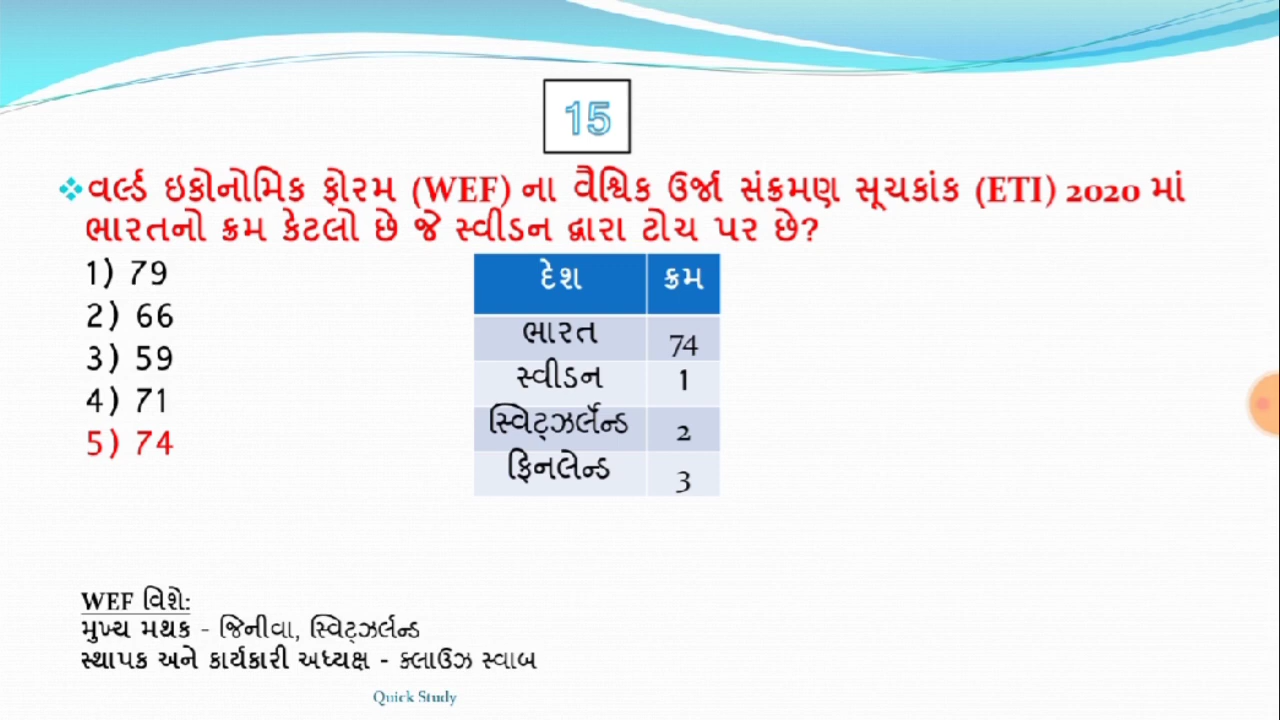 15
❖વર્લ્ડ ઇકોનોમિક ફોરમ (WEF) ના વૈશ્વિક ઉર્જા સંક્રમણ સૂચકાંક (ETI) 2020 માં
ભારતનો ક્રમ કેટલો છે જે સ્વીડન દ્વારા ટોચ પર છે?
1) 79
2) 66
3) 59
4) 71
5) 74
દેશ ક્રમ
ભારત 74
સ્વીડન 1
સ્વિટ્ઝર્લૅન્ડ 2
ફિનલેન્ડ 3
WEF વિશે:
મુખ્ય મથક - જિનીવા, સ્વિટ્ઝર્લન્ડ
સ્થાપક અને કાર્યકારી અધ્યક્ષ - ક્લાઉઝ સ્વાબ
Quick Study